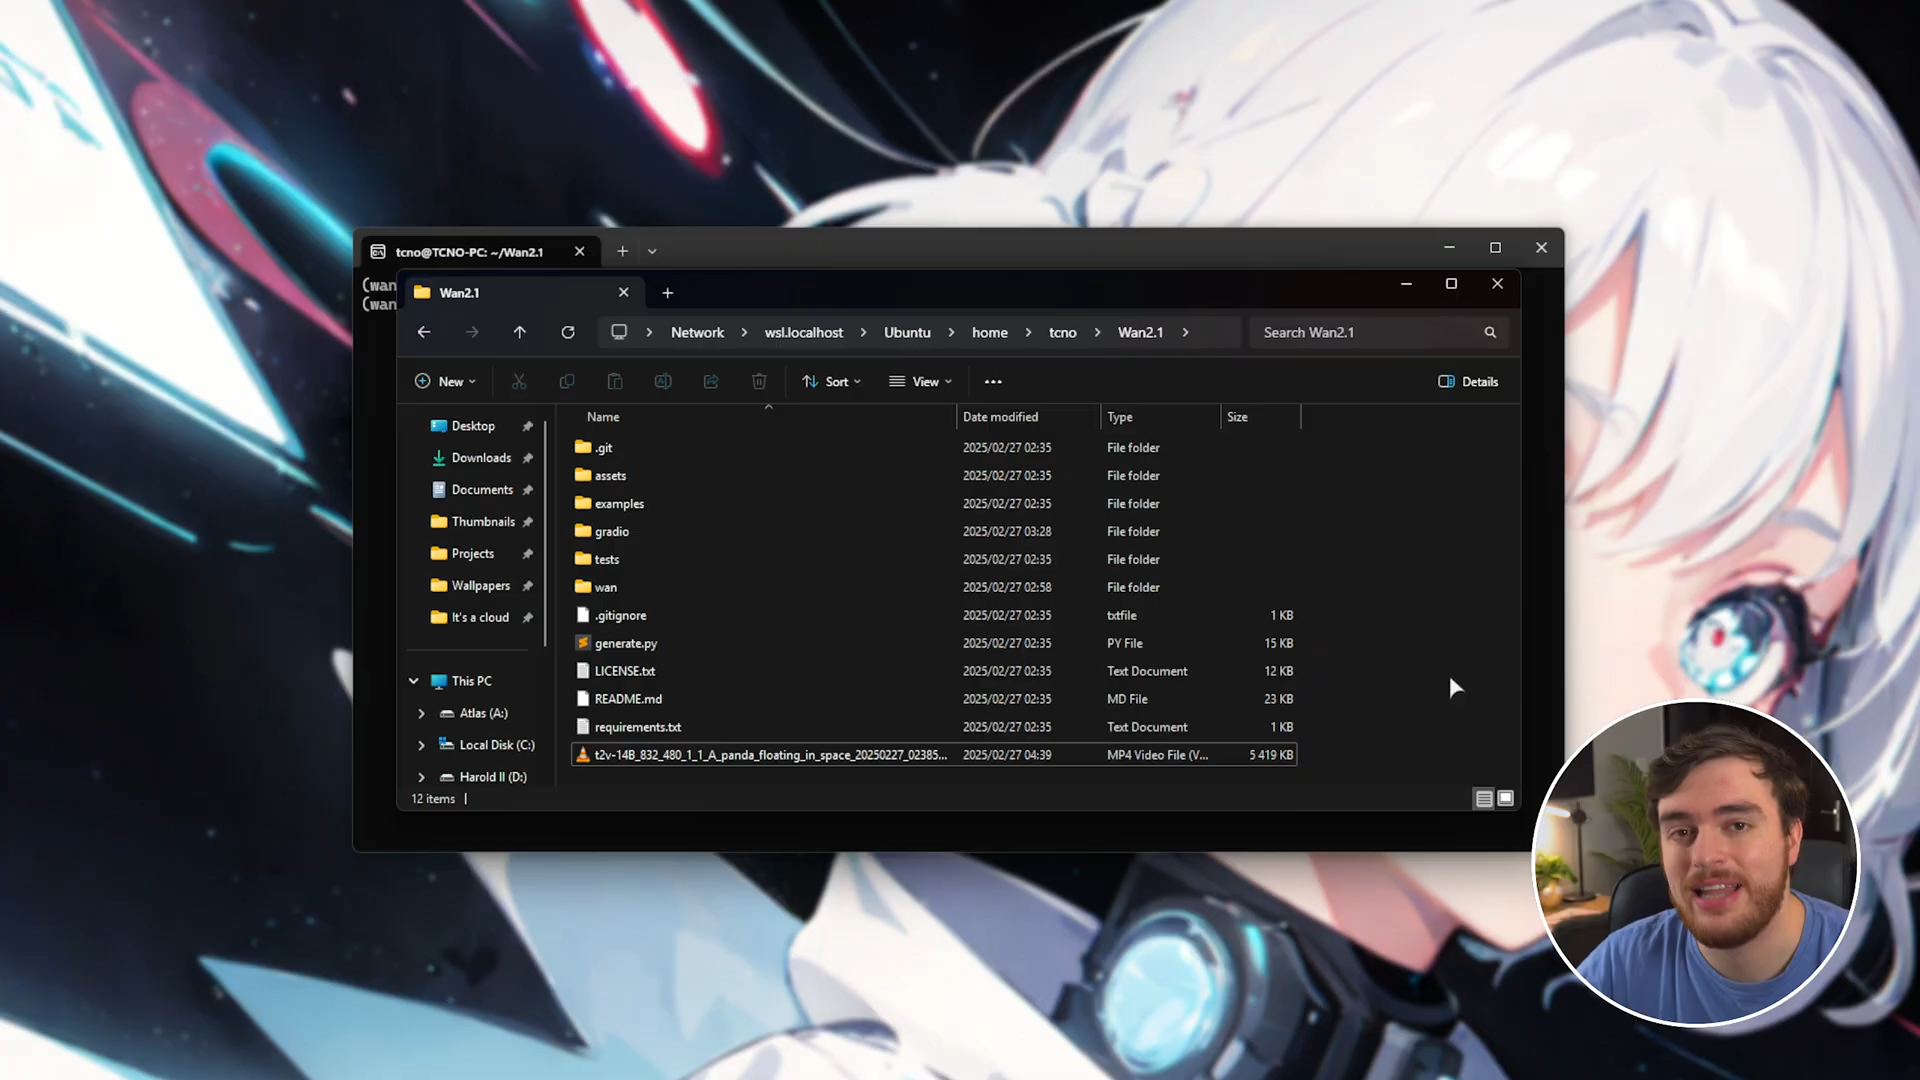 tcno@TCNO-PC: ~/Wan2.1
(wan
(wan
Wan2.1
Network > wsl.localhost > Ubuntu > home > tcno > Wan2.1 >
Search Wan2.1
New
Sort
View
Details
Name
Date modified
Type
Size
Desktop
Downloads
Documents
Thumbnails
Projects
Wallpapers
It's a cloud
This PC
Atlas (A:)
Local Disk (C:)
Harold II (D:)
.git 2025/02/27 02:35 File folder
assets 2025/02/27 02:35 File folder
examples 2025/02/27 02:35 File folder
gradio 2025/02/27 03:28 File folder
tests 2025/02/27 02:35 File folder
wan 2025/02/27 02:58 File folder
.gitignore 2025/02/27 02:35 txtfile 1 KB
generate.py 2025/02/27 02:35 PY File 15 KB
LICENSE.txt 2025/02/27 02:35 Text Document 12 KB
README.md 2025/02/27 02:35 MD File 23 KB
requirements.txt 2025/02/27 02:35 Text Document 1 KB
t2v-14B_832_480_1_1_A_panda_floating_in_space_20250227_02385... 2025/02/27 04:39 MP4 Video File (V... 5 419 KB
12 items